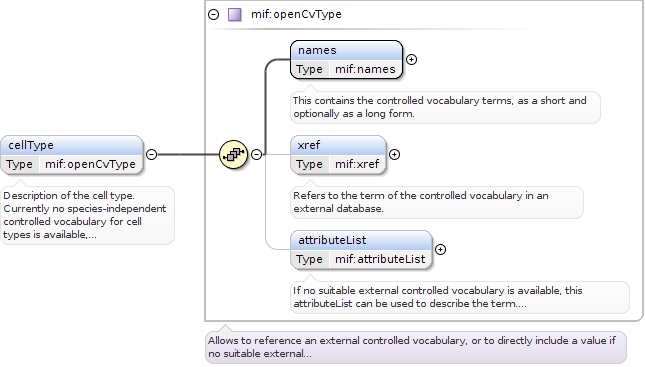 mif:openCvType
names
Type mif:names
This contains the controlled vocabulary terms, as a short and
optionally as a long form.
cellType
Type mif:openCvType
Description of the cell type.
Currently no species-independent
controlled vocabulary for cell
types is available,...
xref
Type mif:xref
Refers to the term of the controlled vocabulary in an
external database.
attributeList
Type mif:attributeList
If no suitable external controlled vocabulary is available, this
attributeList can be used to describe the term....
Allows to reference an external controlled vocabulary, or to directly include a value if
no suitable external...